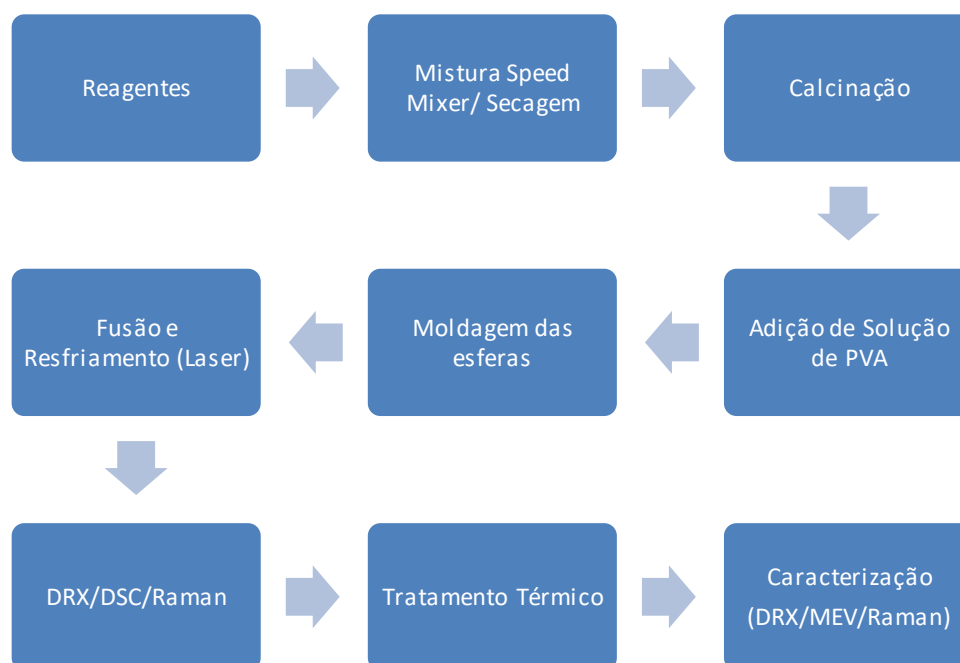 Reagentes
Mistura Speed
Mixer/ Secagem
Calcinação
Adição de Solução
de PVA
Moldagem das
esferas
Fusão e
Resfriamento (Laser)
DRX/DSC/Raman
Tratamento Térmico
Caracterização
(DRX/MEV/Raman)